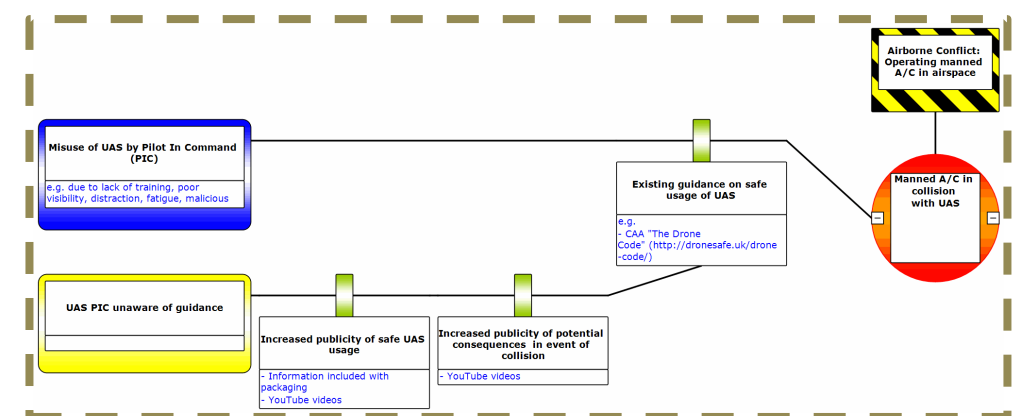 Airborne Conflict:
Operating manned
A/C in airspace
Misuse of UAS by Pilot In Command
(PIC)
e.g. due to lack of training, poor
visibility, distraction, fatigue, malicious
Existing guidance on safe
usage of UAS
e.g.
- CAA "The Drone
Code" (http://dronesafe.uk/drone
-code/)
Manned A/C in
collision
with UAS
UAS PIC unaware of guidance
Increased publicity of safe UAS
usage
- Information included with
packaging
- YouTube videos
Increased publicity of potential
consequences in event of
collision
- YouTube videos